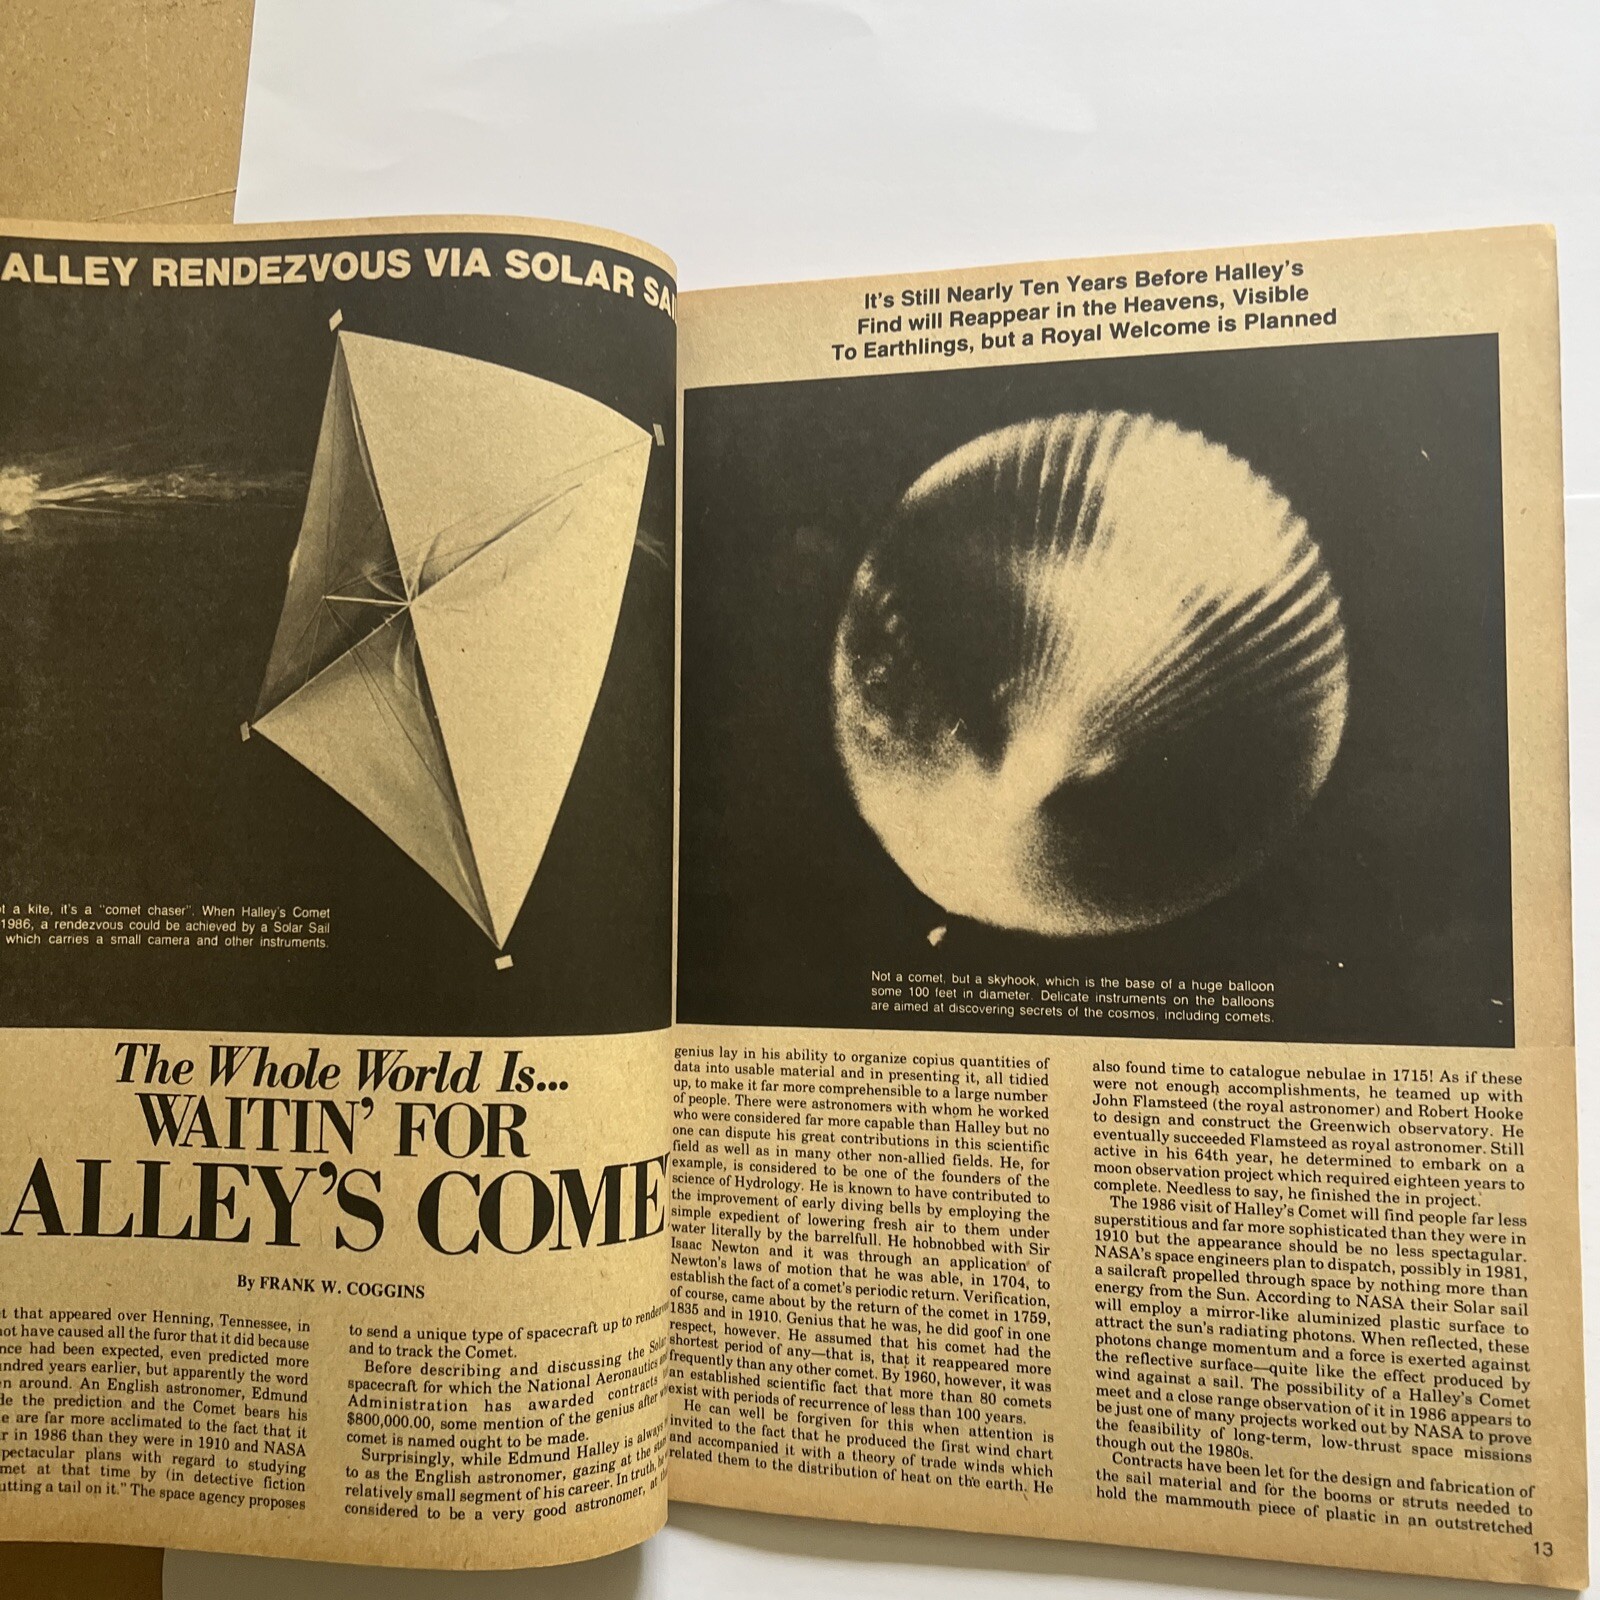 ALLEY RENDEZVOUS VIA SOLAR SAI
a kite, it's a "comet chaser". When Halley's Comet
1986, a rendezvous could be achieved by a Solar Sail
which carries a small camera and other instruments.
The Whole World Is...
WAITIN' FOR
ALLEY'S COME
By FRANK W. COGGINS
that appeared over Henning, Tennessee, in
not have caused all the furor that it did because
had been expected, even predicted more
years earlier, but apparently the word
around. An English astronomer, Edmund
the prediction and the Comet bears his
are far more acclimated to the fact that it
in 1986 than they were in 1910 and NASA
plans with regard to studying
at that time by (in detective fiction
a tail on it." The space agency proposes
to send a unique type of spacecraft up to
and to track the Comet.
Before describing and discussing the Solar
spacecraft for which the National Aeronautics
Administration has awarded contracts
$800,000.00, some mention of the genius after
comet is named ought to be made.
Surprisingly, while Edmund Halley is always
to as the English astronomer, gazing at the
relatively small segment of his career. In truth,
considered to be a very good astronomer,
It's Still Nearly Ten Years Before Halley's
Find will Reappear in the Heavens, Visible
To Earthlings, but a Royal Welcome is Planned
Not a comet, but a skyhook, which is the base of a huge balloon
some 100 feet in diameter. Delicate instruments on the balloons
are aimed at discovering secrets of the cosmos, including comets.
genius lay in his ability to organize copius quantities of
data into usable material and in presenting it, all tidied
up, to make it far more comprehensible to a large number
of people. There were astronomers with whom he worked
who were considered far more capable than Halley but no
one can dispute his great contributions in this scientific
field as well as in many other non-allied fields. He, for
example, is considered to be one of the founders of the
science of Hydrology. He is known to have contributed to
the improvement of early diving bells by employing the
simple expedient of lowering fresh air to them under
water literally by the barrelfull. He hobnobbed with Sir
Isaac Newton and it was through an application of
Newton's laws of motion that he was able, in 1704, to
establish the fact of a comet's periodic return. Verification,
of course, came about by the return of the comet in 1759,
1835 and in 1910. Genius that he was, he did goof in one
respect, however. He assumed that his comet had the
shortest period of any—that is, that it reappeared more
frequently than any other comet. By 1960, however, it was
an established scientific fact that more than 80 comets
exist with periods of recurrence of less than 100 years.
He can well be forgiven for this when attention is
invited to the fact that he produced the first wind chart
and accompanied it with a theory of trade winds which
related them to the distribution of heat on the earth. He
also found time to catalogue nebulae in 1715! As if these
were not enough accomplishments, he teamed up with
John Flamsteed (the royal astronomer) and Robert Hooke
to design and construct the Greenwich observatory. He
eventually succeeded Flamsteed as royal astronomer. Still
active in his 64th year, he determined to embark on a
moon observation project which required eighteen years to
complete. Needless to say, he finished the in project.
The 1986 visit of Halley's Comet will find people far less
superstitious and far more sophisticated than they were in
1910 but the appearance should be no less spectagular.
NASA's space engineers plan to dispatch, possibly in 1981,
a sailcraft propelled through space by nothing more than
energy from the Sun. According to NASA their Solar sail
will employ a mirror-like aluminized plastic surface to
attract the sun's radiating photons. When reflected, these
photons change momentum and a force is exerted against
the reflective surface—quite like the effect produced by
wind against a sail. The possibility of a Halley's Comet
meet and a close range observation of it in 1986 appears to
be just one of many projects worked out by NASA to prove
the feasibility of long-term, low-thrust space missions
though out the 1980s.
Contracts have been let for the design and fabrication of
the sail material and for the booms or struts needed to
hold the mammouth piece of plastic in an outstretched
13